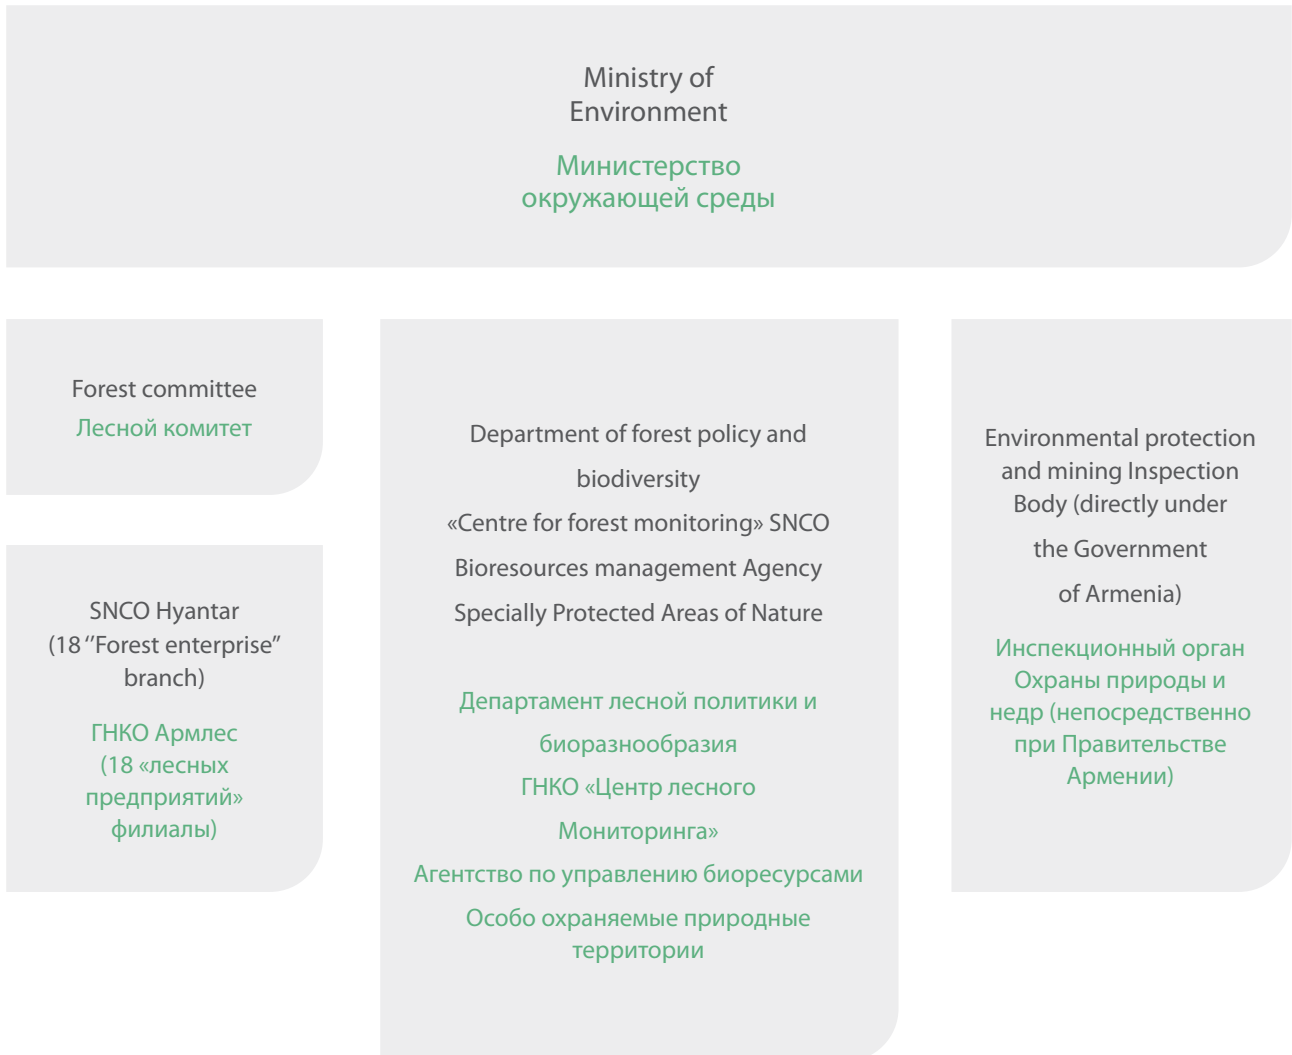 Ministry of
Environment
Министерство
окружающей среды
Forest committee
Лесной комитет
SNCO Hyantar
(18 ‘’Forest enterprise”
branch)
ГНКО Армлес
(18 «лесных
предприятий»
филиалы)
Department of forest policy and
biodiversity
«Centre for forest monitoring» SNCO
Bioresources management Agency
Specially Protected Areas of Nature
Департамент лесной политики и
биоразнообразия
ГНКО «Центр лесного
Мониторинга»
Агентство по управлению биоресурсами
Особо охраняемые природные
территории
Environmental protection
and mining Inspection
Body (directly under
the Government
of Armenia)
Инспекционный орган
Охраны природы и
недр (непосредственно
при Правительстве
Армении)